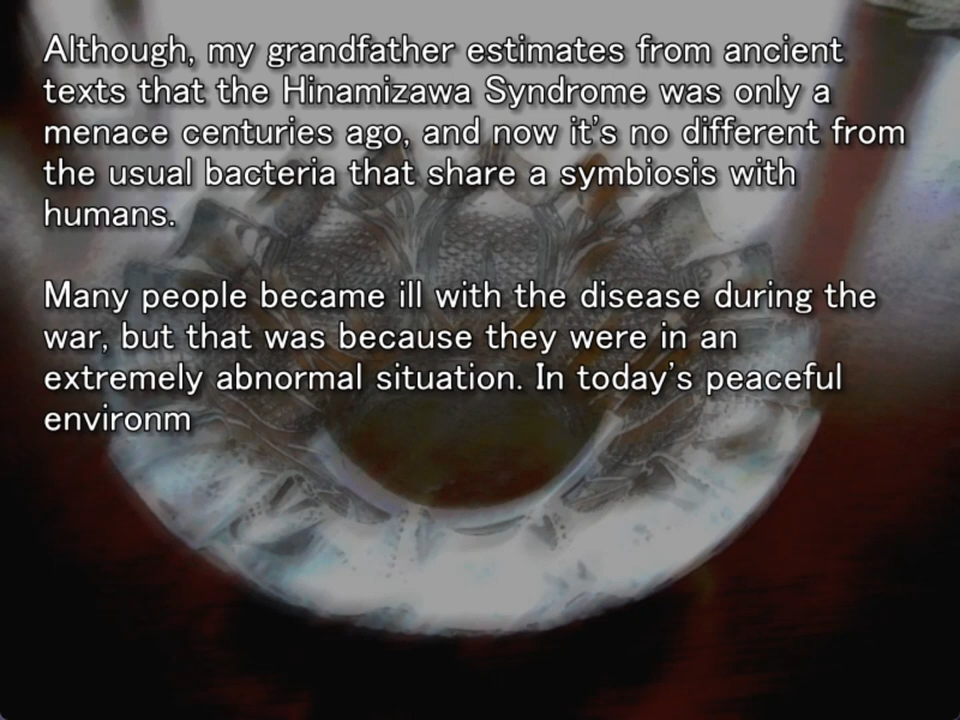 Although, my grandfather estimates from ancient
texts that the Hinamizawa Syndrome was only a
menace centuries ago, and now it's no different from
the usual bacteria that share a symbiosis with
humans.
Many people became ill with the disease during the
war, but that was because they were in an
extremely abnormal situation. In today's peaceful
environm